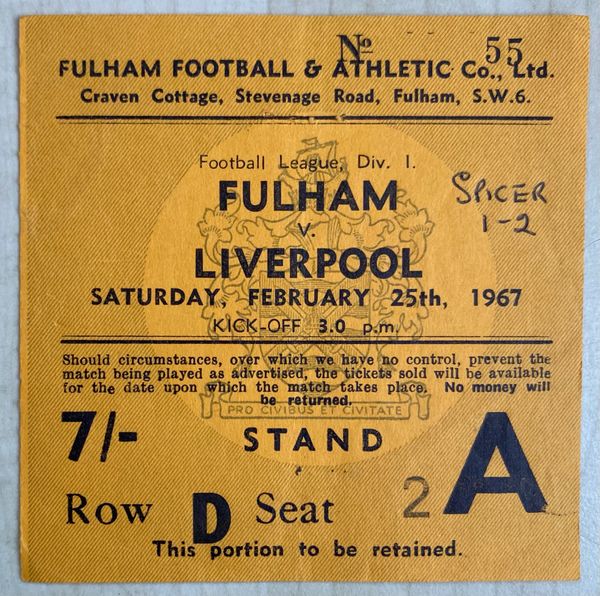 No 55
FULHAM FOOTBALL & ATHLETIC Co., Ltd.
Craven Cottage, Stevenage Road, Fulham, S.W.6.
Football League, Div. I.
FULHAM
v.
LIVERPOOL
SPICER
1-2
SATURDAY, FEBRUARY 25th, 1967
KICK-OFF 3.0 p.m.
Should circumstances, over which we have no control, prevent the
match being played as advertised, the tickets sold will be available
for the date upon which the match takes place. No money will
be returned.
PRO CIVIBUS ET CIVITATE
7/- STAND A
Row D Seat 2
This portion to be retained.